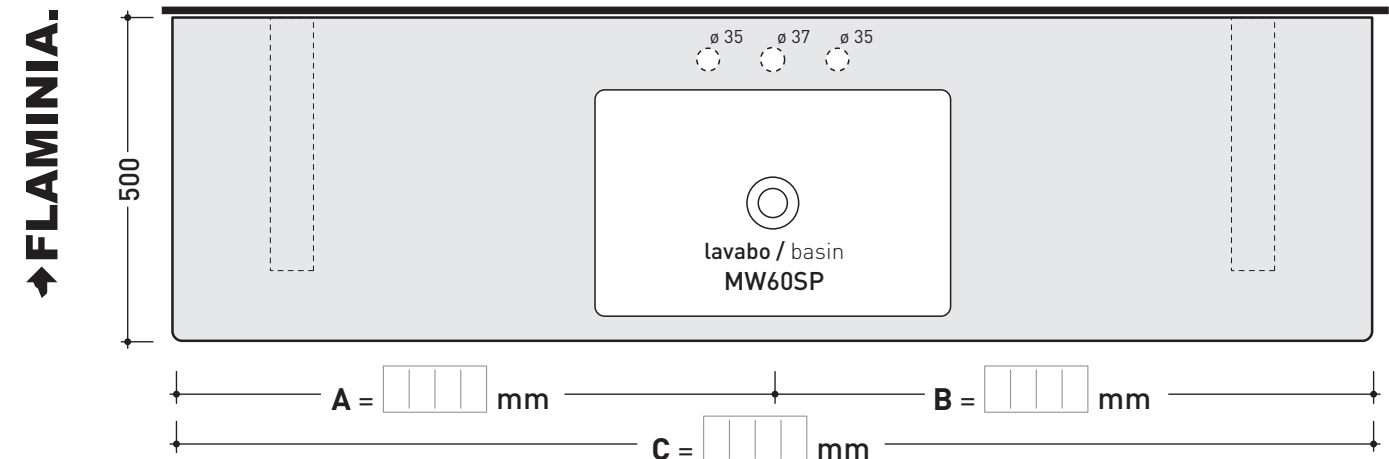 FLAMINIA.
ø 35 ø 37 ø 35
500
lavabo / basin
MW60SP
A = mm
B = mm
C = mm